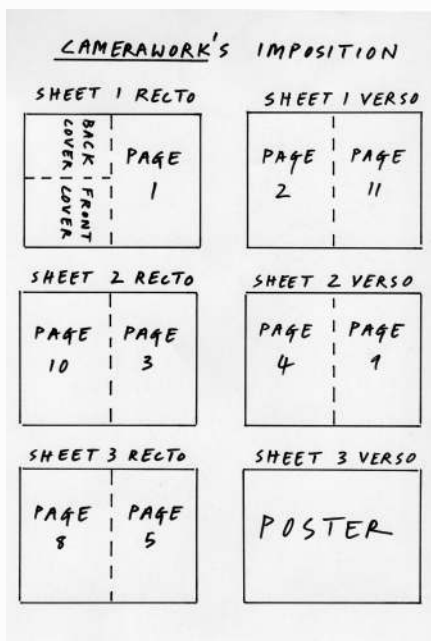 CAMERAWORK'S IMPOSITION
SHEET 1 RECTO
BACK COVER
FRONT COVER
PAGE 1
SHEET 1 VERSO
PAGE 2
PAGE 11
SHEET 2 RECTO
PAGE 10
PAGE 3
SHEET 2 VERSO
PAGE 4
PAGE 9
SHEET 3 RECTO
PAGE 8
PAGE 5
SHEET 3 VERSO
POSTER